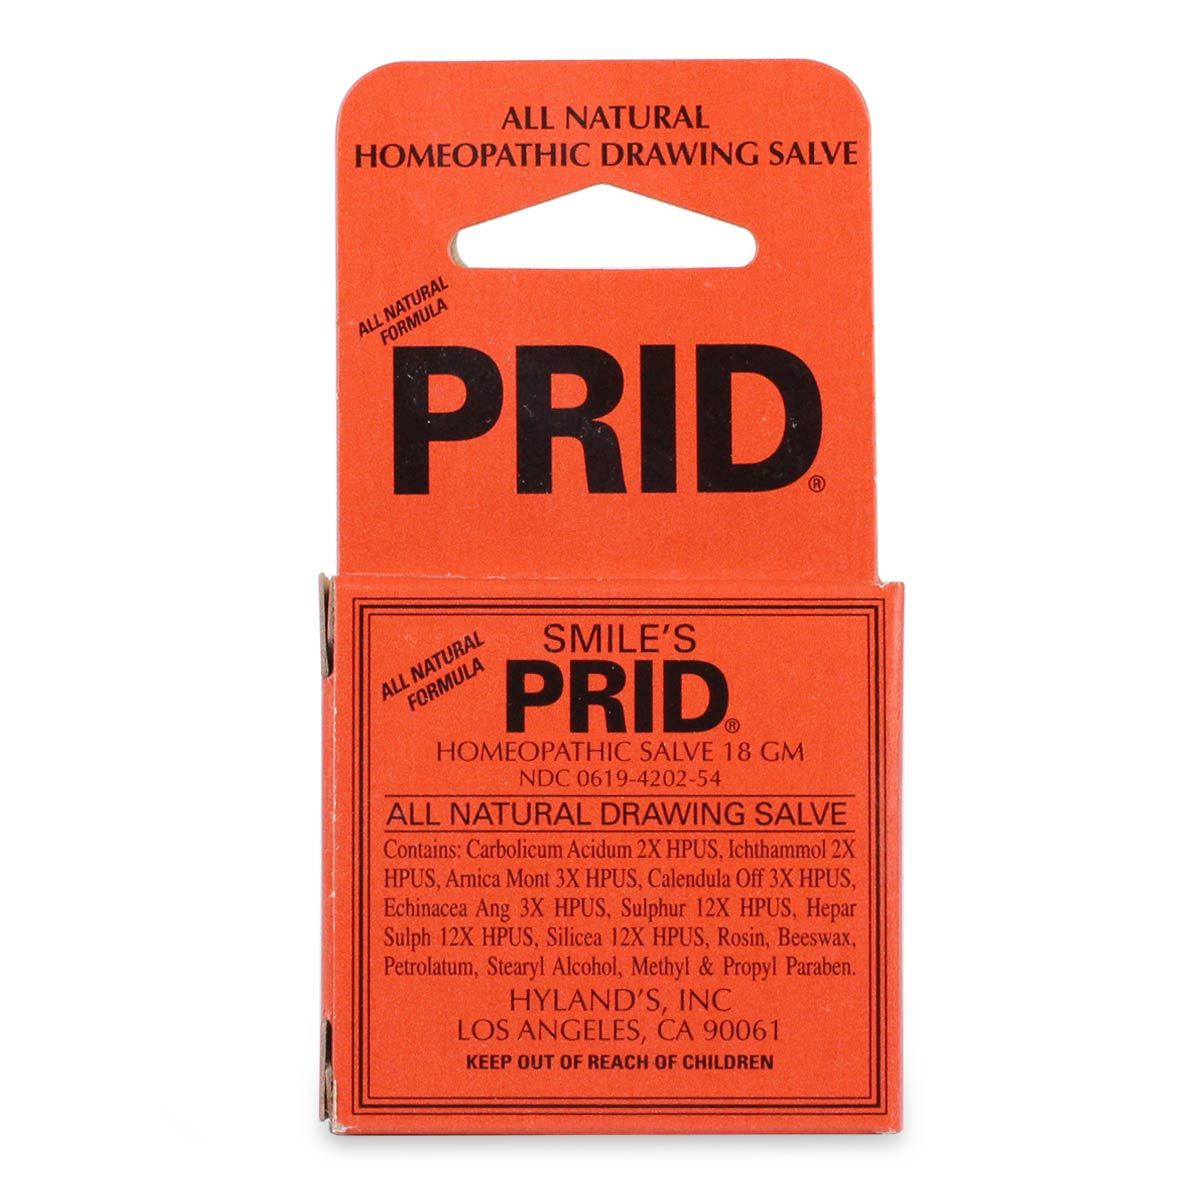 ALL NATURAL
HOMEOPATHIC DRAWING SALVE
ALL NATURAL
FORMULA
PRID®
ALL NATURAL
FORMULA
SMILE'S
PRID®
HOMEOPATHIC SALVE 18 GM
NDC 0619-4202-54
ALL NATURAL DRAWING SALVE
Contains: Carbolicum Acidum 2X HPUS, Ichthammol 2X
HPUS, Arnica Mont 3X HPUS, Calendula Off 3X HPUS,
Echinacea Ang 3X HPUS, Sulphur 12X HPUS, Hepar
Sulph 12X HPUS, Silicea 12X HPUS, Rosin, Beeswax,
Petrolatum, Stearyl Alcohol, Methyl & Propyl Paraben.
HYLAND'S, INC
LOS ANGELES, CA 90061
KEEP OUT OF REACH OF CHILDREN